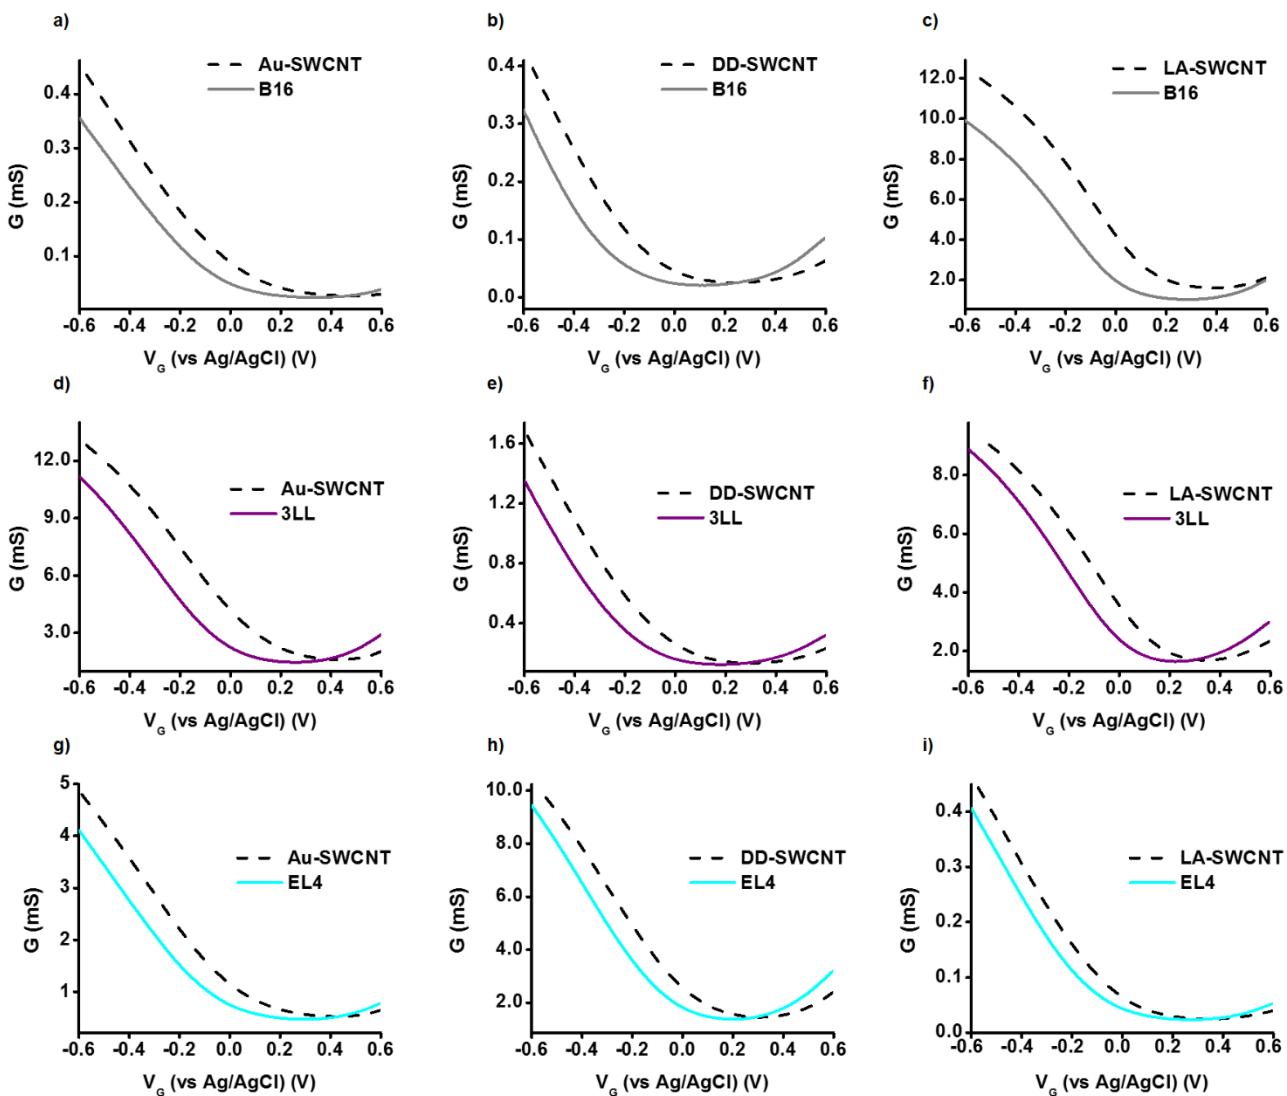 a)
Au-SWCNT
B16
0.4
0.3
0.2
0.1
G (mS)
-0.6 -0.4 -0.2 0.0 0.2 0.4 0.6
V_G (vs Ag/AgCl) (V)
b)
DD-SWCNT
B16
0.4
0.3
0.2
0.1
0.0
G (mS)
-0.6 -0.4 -0.2 0.0 0.2 0.4 0.6
V_G (vs Ag/AgCl) (V)
c)
LA-SWCNT
B16
12.0
10.0
8.0
6.0
4.0
2.0
G (mS)
-0.6 -0.4 -0.2 0.0 0.2 0.4 0.6
V_G (vs Ag/AgCl) (V)
d)
Au-SWCNT
3LL
12.0
9.0
6.0
3.0
G (mS)
-0.6 -0.4 -0.2 0.0 0.2 0.4 0.6
V_G (vs Ag/AgCl) (V)
e)
DD-SWCNT
3LL
1.6
1.2
0.8
0.4
G (mS)
-0.6 -0.4 -0.2 0.0 0.2 0.4 0.6
V_G (vs Ag/AgCl) (V)
f)
LA-SWCNT
3LL
8.0
6.0
4.0
2.0
G (mS)
-0.6 -0.4 -0.2 0.0 0.2 0.4 0.6
V_G (vs Ag/AgCl) (V)
g)
Au-SWCNT
EL4
5
4
3
2
1
G (mS)
-0.6 -0.4 -0.2 0.0 0.2 0.4 0.6
V_G (vs Ag/AgCl) (V)
h)
DD-SWCNT
EL4
10.0
8.0
6.0
4.0
2.0
G (mS)
-0.6 -0.4 -0.2 0.0 0.2 0.4 0.6
V_G (vs Ag/AgCl) (V)
i)
LA-SWCNT
EL4
0.4
0.3
0.2
0.1
0.0
G (mS)
-0.6 -0.4 -0.2 0.0 0.2 0.4 0.6
V_G (vs Ag/AgCl) (V)